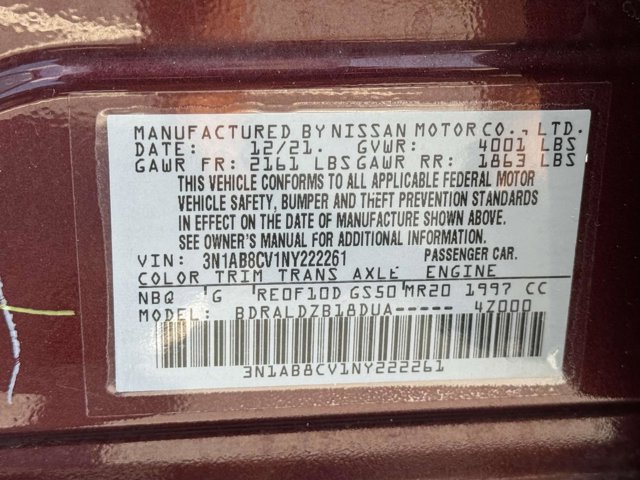 MANUFACTURED BY NISSAN MOTOR CO., LTD.
DATE: 12/21. GVWR: 4001 LBS
GAWR FR: 2161 LBS GAWR RR: 1863 LBS
THIS VEHICLE CONFORMS TO ALL APPLICABLE FEDERAL MOTOR
VEHICLE SAFETY, BUMPER AND THEFT PREVENTION STANDARDS
IN EFFECT ON THE DATE OF MANUFACTURE SHOWN ABOVE.
SEE OWNER'S MANUAL FOR ADDITIONAL INFORMATION.
VIN: 3N1AB8CV1NY222261 PASSENGER CAR.
COLOR TRIM TRANS AXLE ENGINE
NBQ G RE0F10D GS50 MR20 1997 CC
MODEL: BDRALDZB18DUA----- 4Z000
3N1AB8CV1NY222261